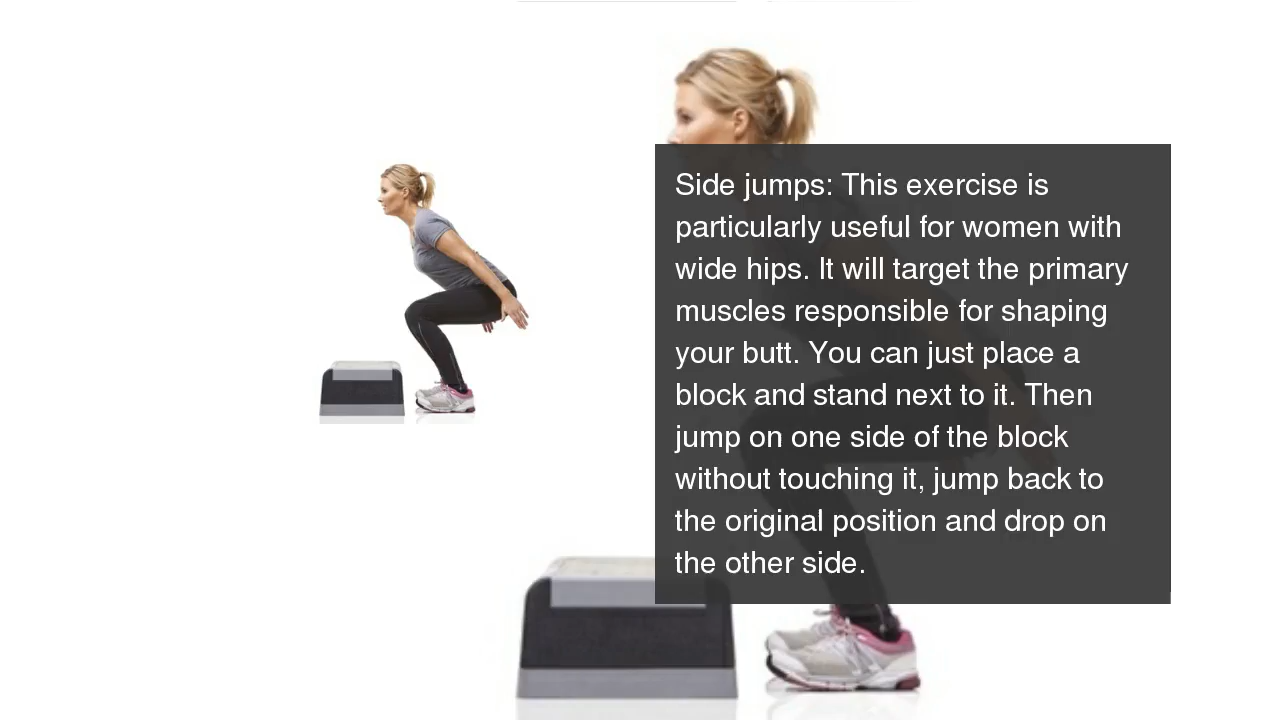 Side jumps: This exercise is
particularly useful for women with
wide hips. It will target the primary
muscles responsible for shaping
your butt. You can just place a
block and stand next to it. Then
jump on one side of the block
without touching it, jump back to
the original position and drop on
the other side.